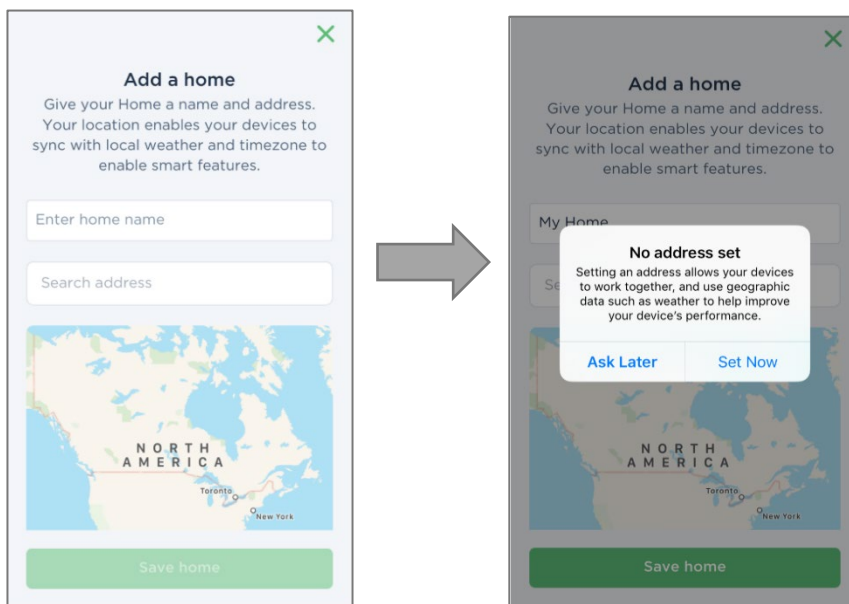 Add a home
Give your Home a name and address.
Your location enables your devices to
sync with local weather and timezone to
enable smart features.
Enter home name
Search address
NORTH
AMERICA
Toronto
New York
Save home
Add a home
Give your Home a name and address.
Your location enables your devices to
sync with local weather and timezone to
enable smart features.
My Home
No address set
Setting an address allows your devices
to work together, and use geographic
data such as weather to help improve
your device's performance.
Se
Ask Later
Set Now
NORTH
AMERICA
Toronto
New York
Save home